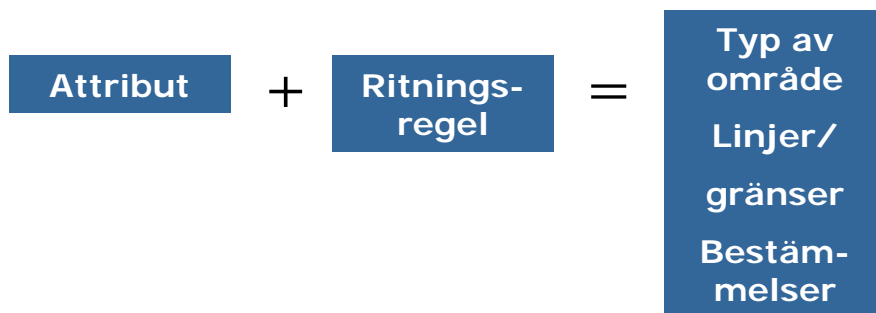 Attribut
+
Ritnings-
regel
=
Typ av
område
Linjer/
gränser
Bestäm-
melser